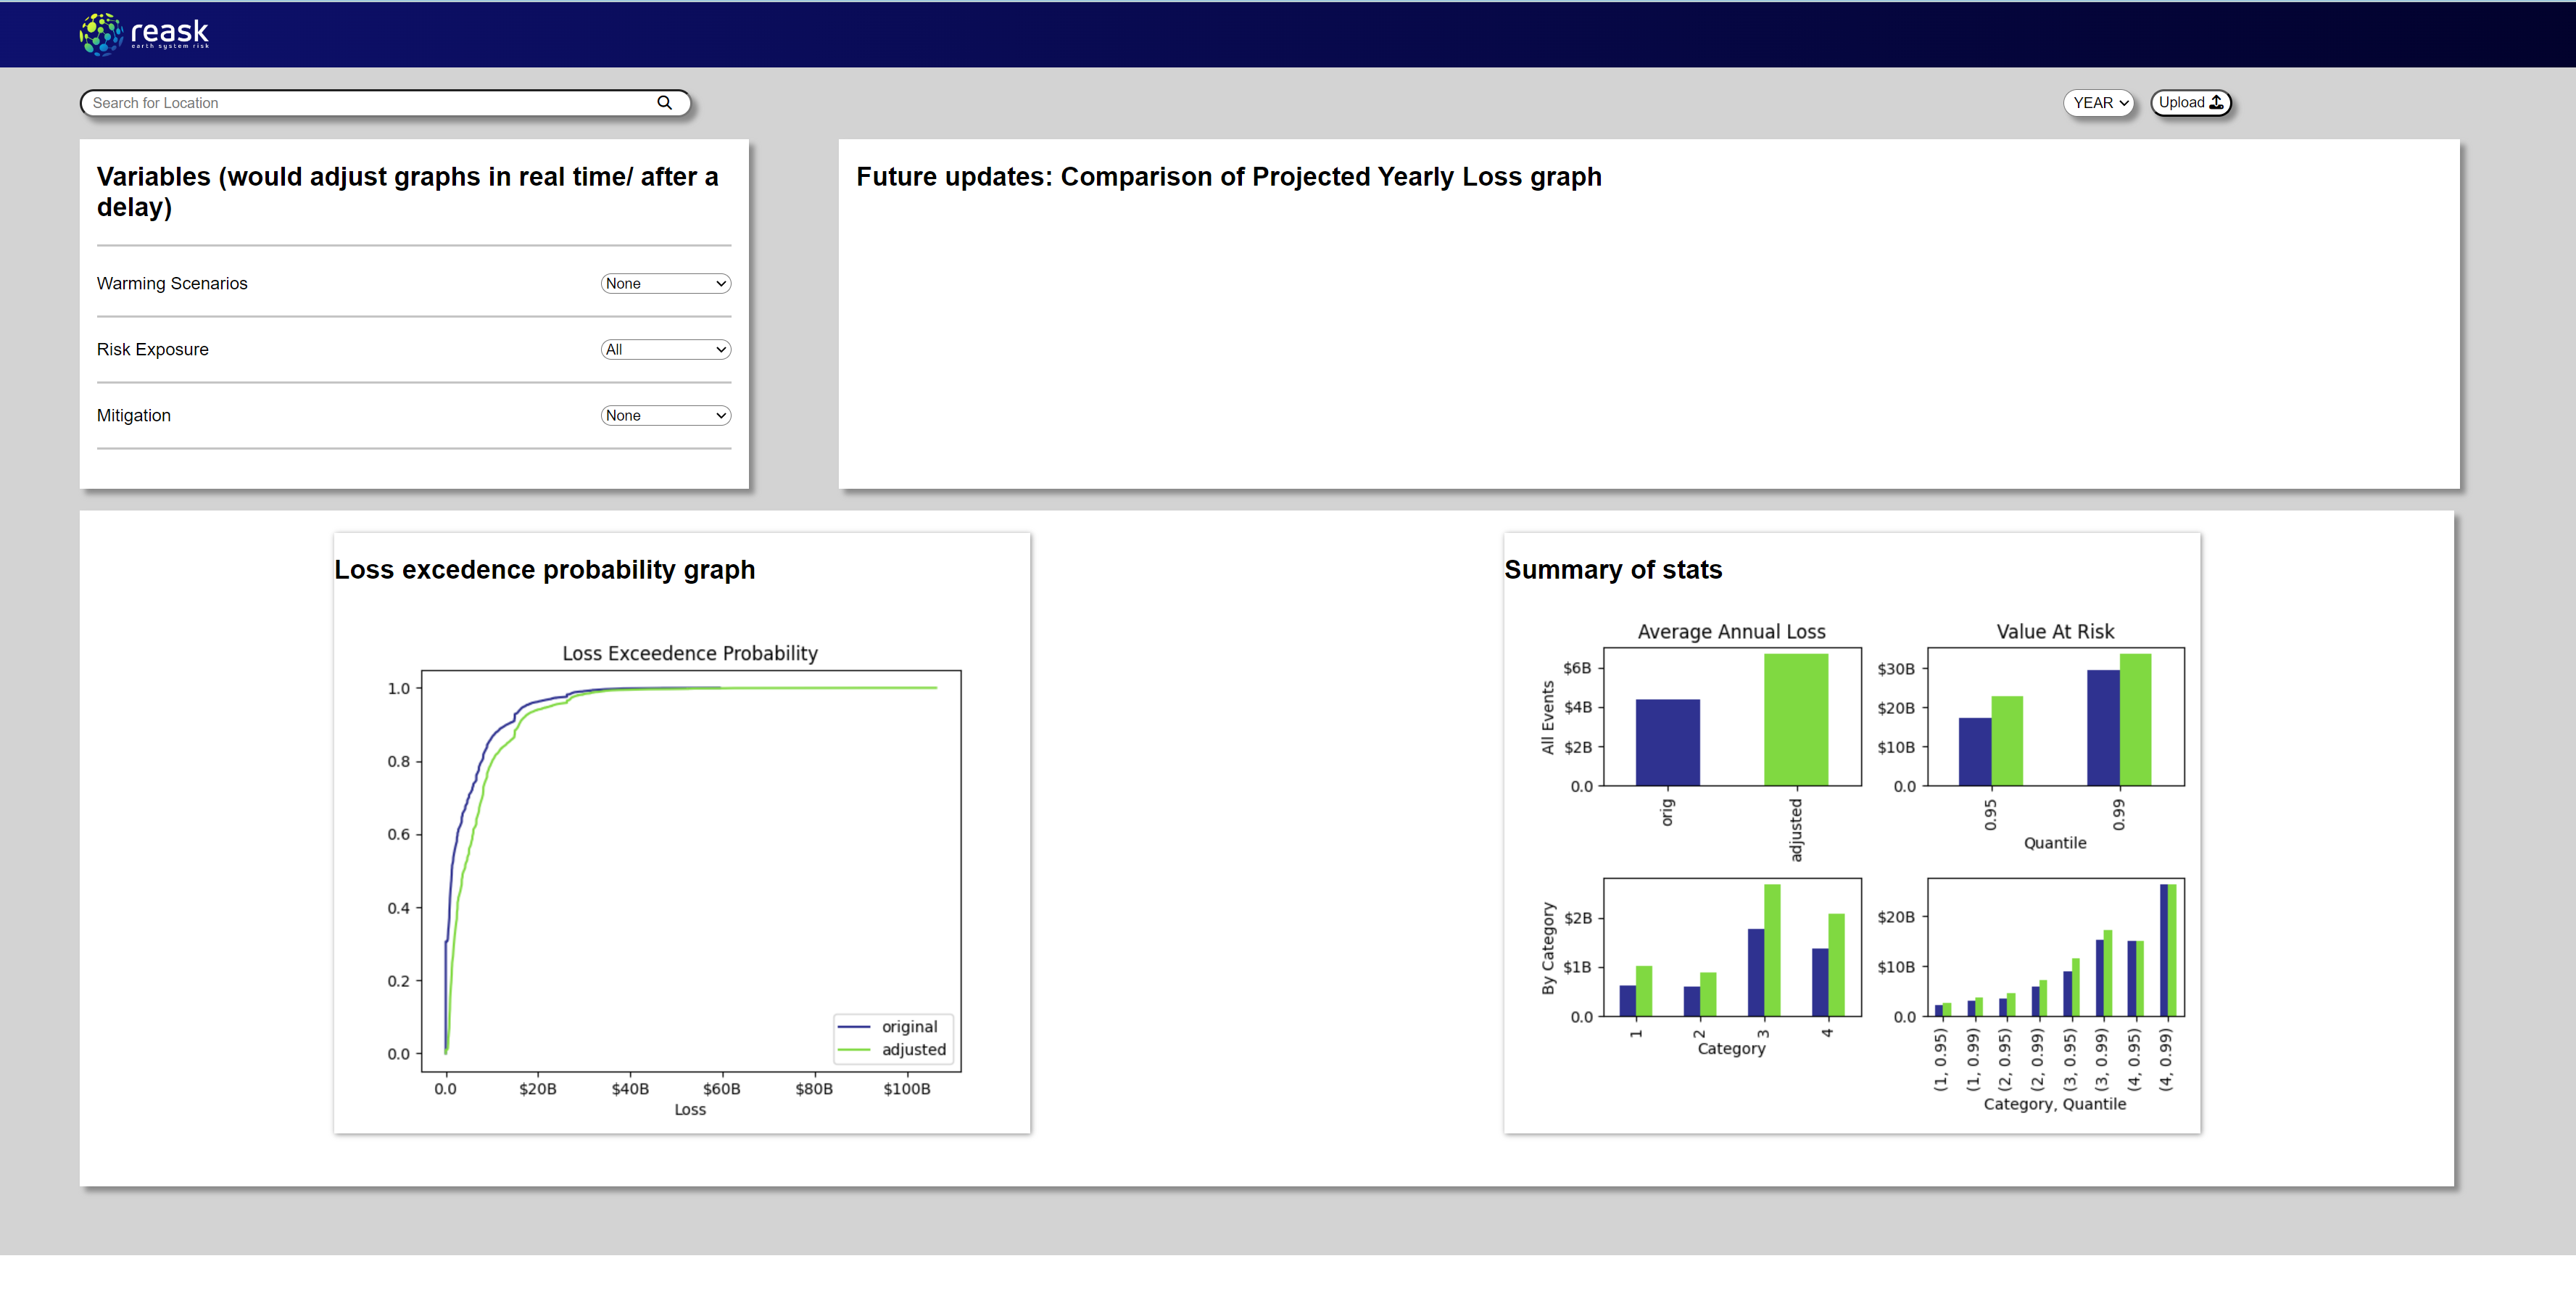 reask
earth system risk
Search for Location
YEAR
Upload
Variables (would adjust graphs in real time/ after a
delay)
Warming Scenarios
None
Risk Exposure
All
Mitigation
None
Future updates: Comparison of Projected Yearly Loss graph
Loss excedence probability graph
Loss Exceedence Probability
1.0
0.8
0.6
0.4
0.2
0.0
original
adjusted
0.0 $20B $40B $60B $80B $100B
Loss
Summary of stats
Average Annual Loss
All Events
$6B
$4B
$2B
0.0
orig adjusted
Value At Risk
$30B
$20B
$10B
0.0
0.95 0.99
Quantile
By Category
$2B
$1B
0.0
1 2 3 4
Category
$20B
$10B
0.0
(1, 0.95) (1, 0.99) (2, 0.95) (2, 0.99) (3, 0.95) (3, 0.99) (4, 0.95) (4, 0.99)
Category, Quantile